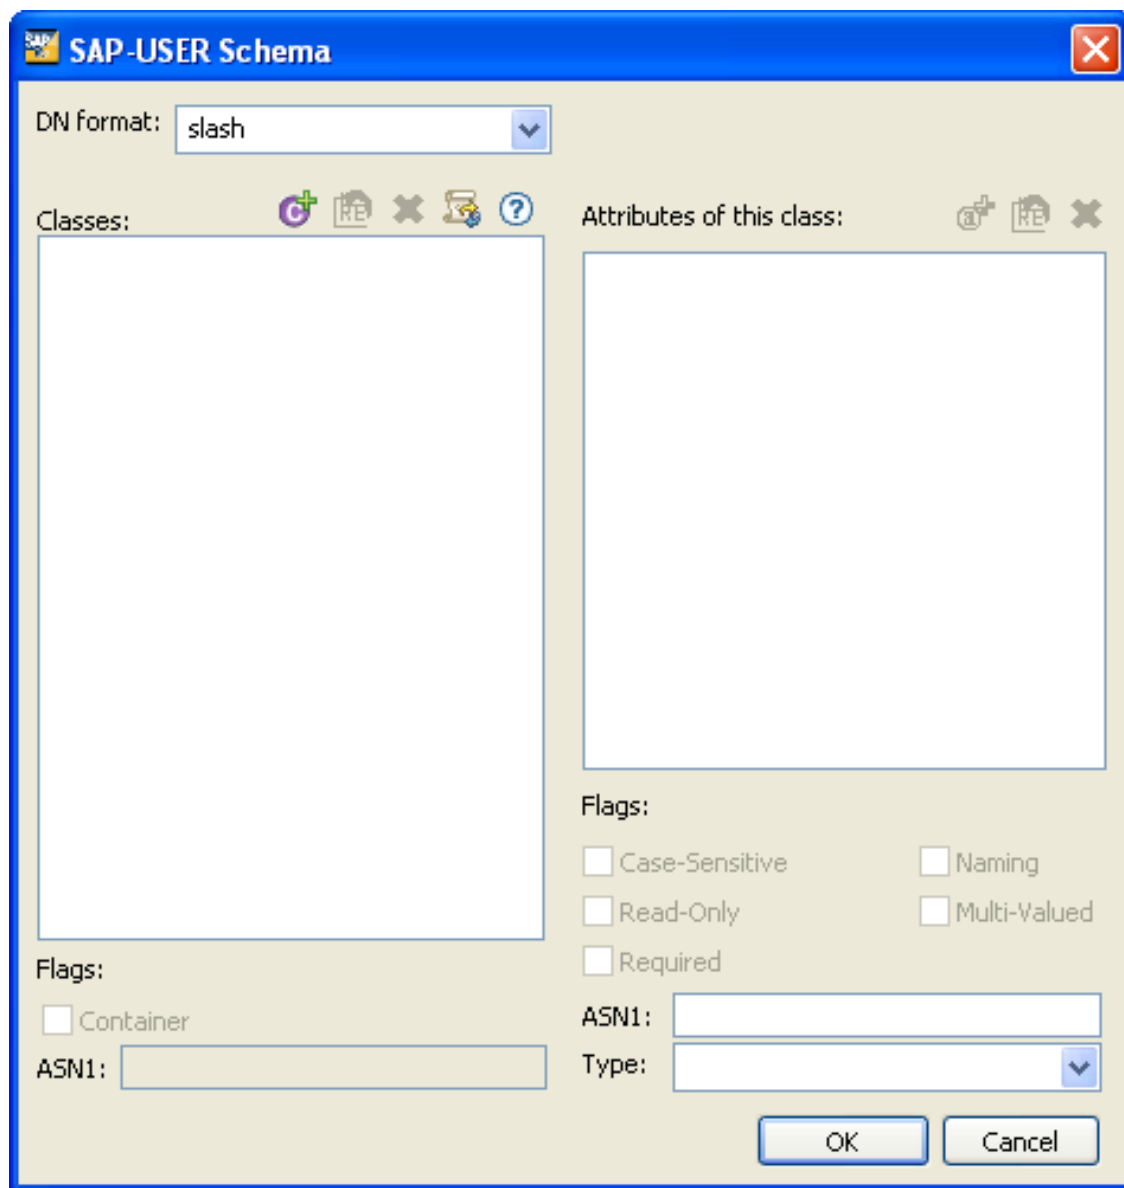 SAP-USER Schema
DN format: slash
Classes:
Attributes of this class:
Flags:
Case-Sensitive
Naming
Read-Only
Multi-Valued
Required
ASN1:
Type:
Flags:
Container
ASN1:
OK
Cancel